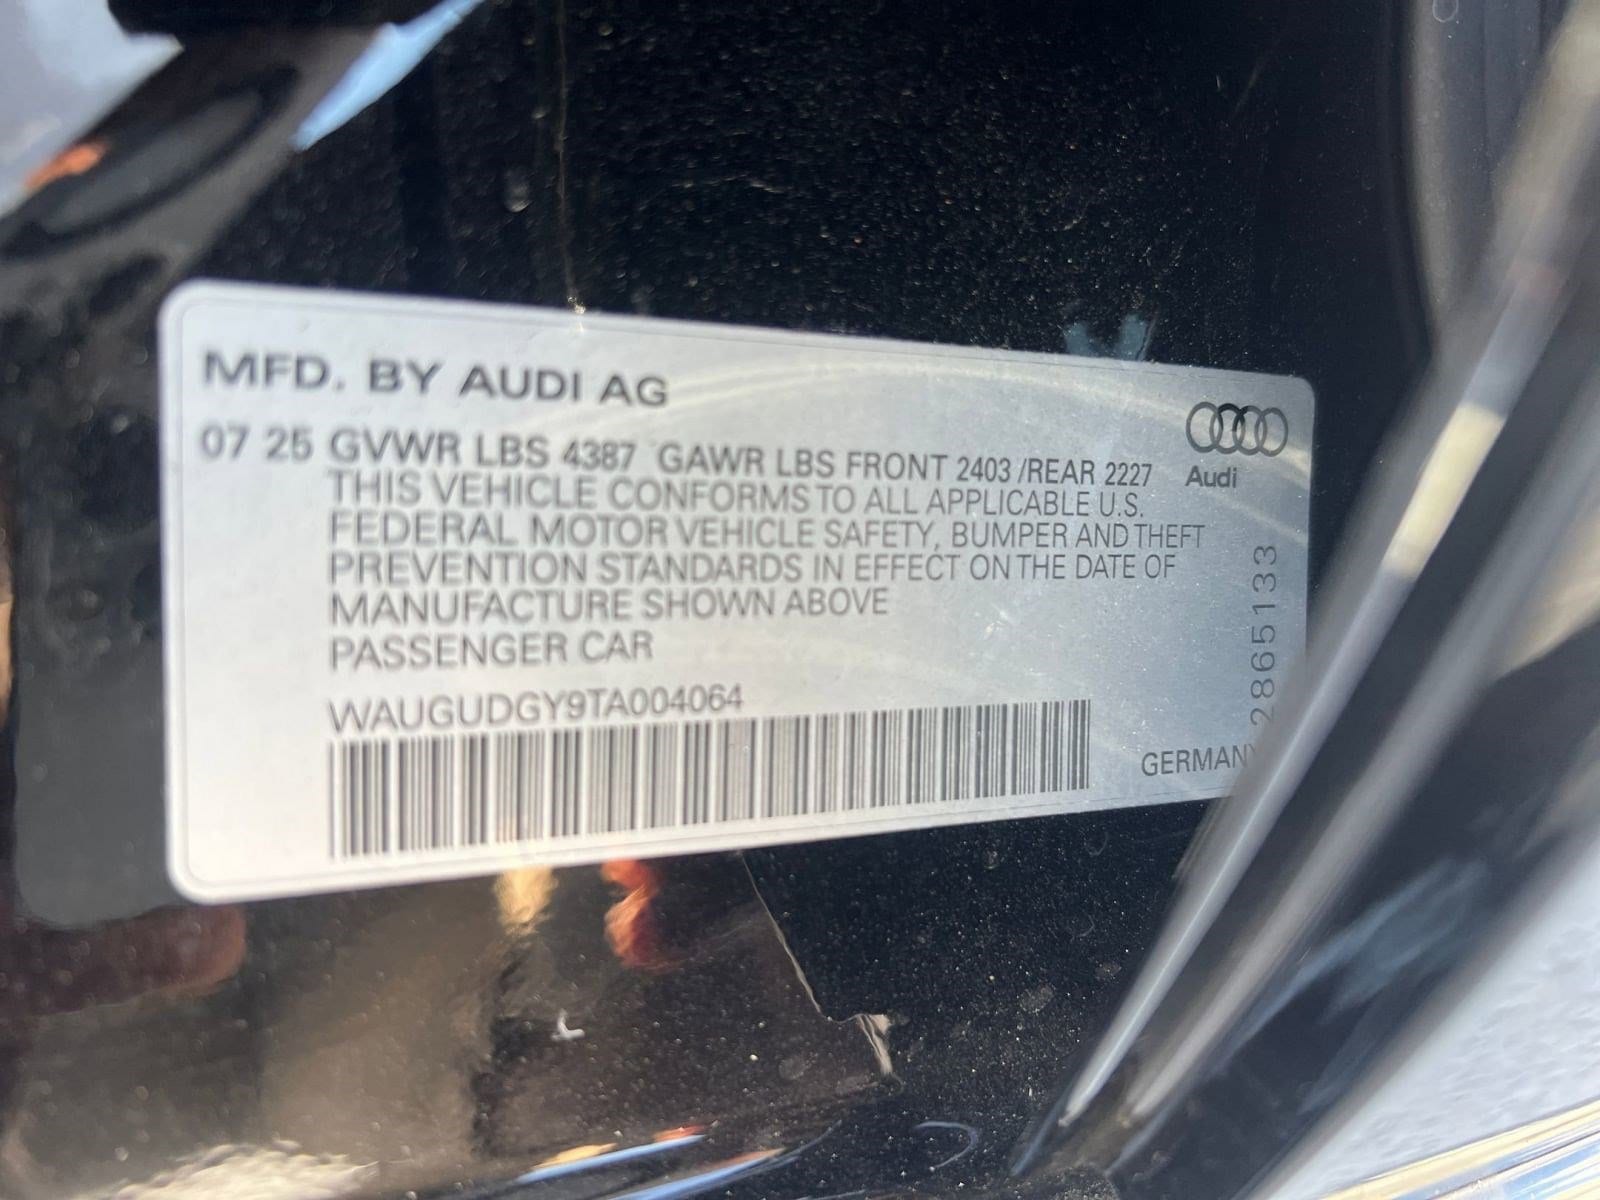 MFD. BY AUDI AG
07 25 GVWR LBS 4387 GAWR LBS FRONT 2403 /REAR 2227
Audi
THIS VEHICLE CONFORMS TO ALL APPLICABLE U.S.
FEDERAL MOTOR VEHICLE SAFETY, BUMPER AND THEFT
PREVENTION STANDARDS IN EFFECT ON THE DATE OF
MANUFACTURE SHOWN ABOVE
PASSENGER CAR
WAUGUDGY9TA004064
GERMANY
2865133